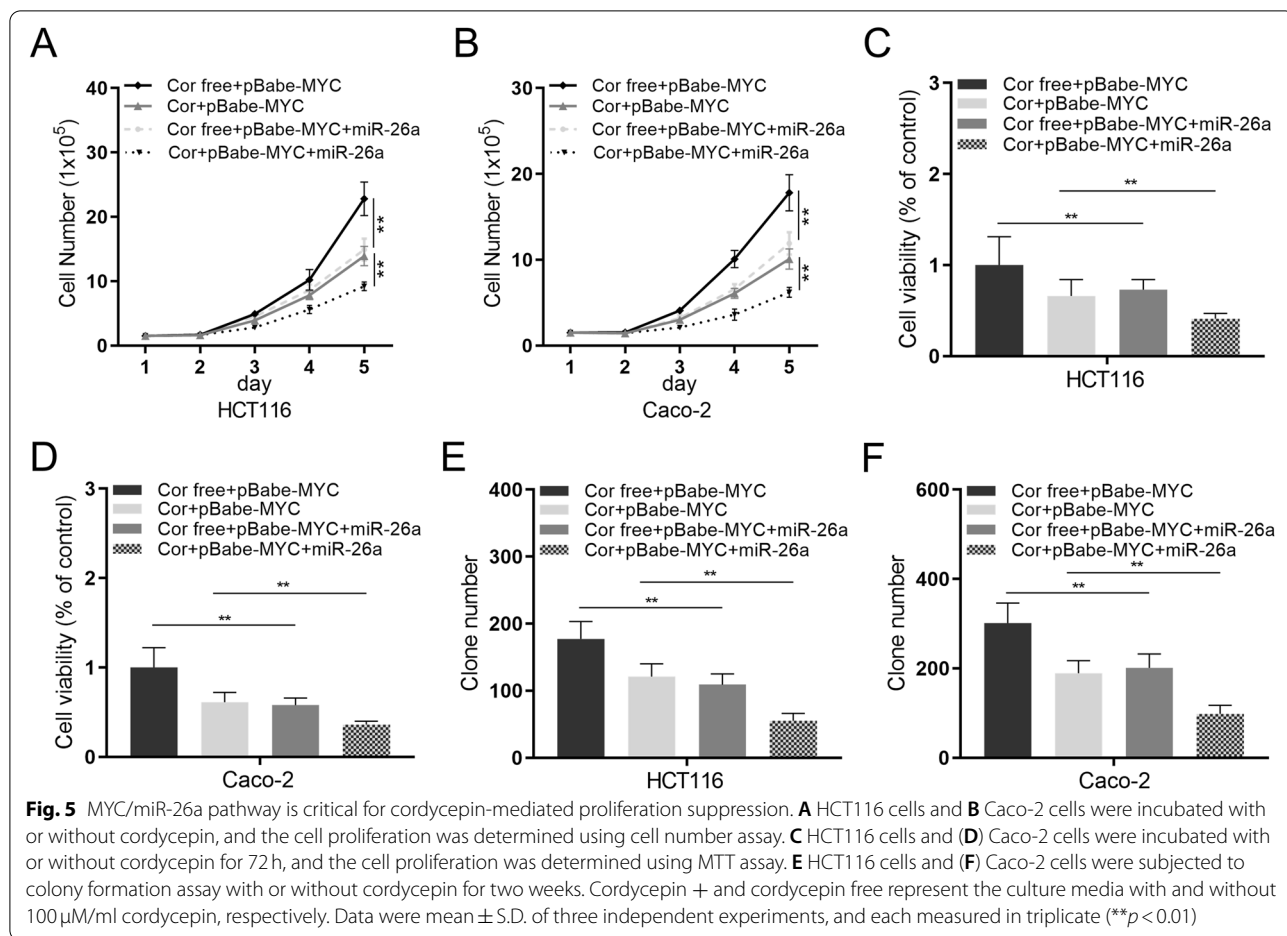 A
Cor free+pBabe-MYC
Cor+pBabe-MYC
Cor free+pBabe-MYC+miR-26a
Cor+pBabe-MYC+miR-26a
Cell Number (1x10⁵)
40
30
20
10
0
**
**
1 2 3 4 5
day
HCT116
B
Cor free+pBabe-MYC
Cor+pBabe-MYC
Cor free+pBabe-MYC+miR-26a
Cor+pBabe-MYC+miR-26a
Cell Number (1x10⁵)
30
20
10
0
**
**
1 2 3 4 5
day
Caco-2
C
Cor free+pBabe-MYC
Cor+pBabe-MYC
Cor free+pBabe-MYC+miR-26a
Cor+pBabe-MYC+miR-26a
Cell viability (% of control)
3
2
1
0
**
**
HCT116
D
Cor free+pBabe-MYC
Cor+pBabe-MYC
Cor free+pBabe-MYC+miR-26a
Cor+pBabe-MYC+miR-26a
Cell viability (% of control)
3
2
1
0
**
**
Caco-2
E
Cor free+pBabe-MYC
Cor+pBabe-MYC
Cor free+pBabe-MYC+miR-26a
Cor+pBabe-MYC+miR-26a
Clone number
400
300
200
100
0
**
**
HCT116
F
Cor free+pBabe-MYC
Cor+pBabe-MYC
Cor free+pBabe-MYC+miR-26a
Cor+pBabe-MYC+miR-26a
Clone number
600
400
200
0
**
**
Caco-2
Fig. 5 MYC/miR-26a pathway is critical for cordycepin-mediated proliferation suppression. A HCT116 cells and B Caco-2 cells were incubated with
or without cordycepin, and the cell proliferation was determined using cell number assay. C HCT116 cells and (D) Caco-2 cells were incubated with
or without cordycepin for 72 h, and the cell proliferation was determined using MTT assay. E HCT116 cells and (F) Caco-2 cells were subjected to
colony formation assay with or without cordycepin for two weeks. Cordycepin + and cordycepin free represent the culture media with and without
100 μM/ml cordycepin, respectively. Data were mean ± S.D. of three independent experiments, and each measured in triplicate (**p < 0.01)